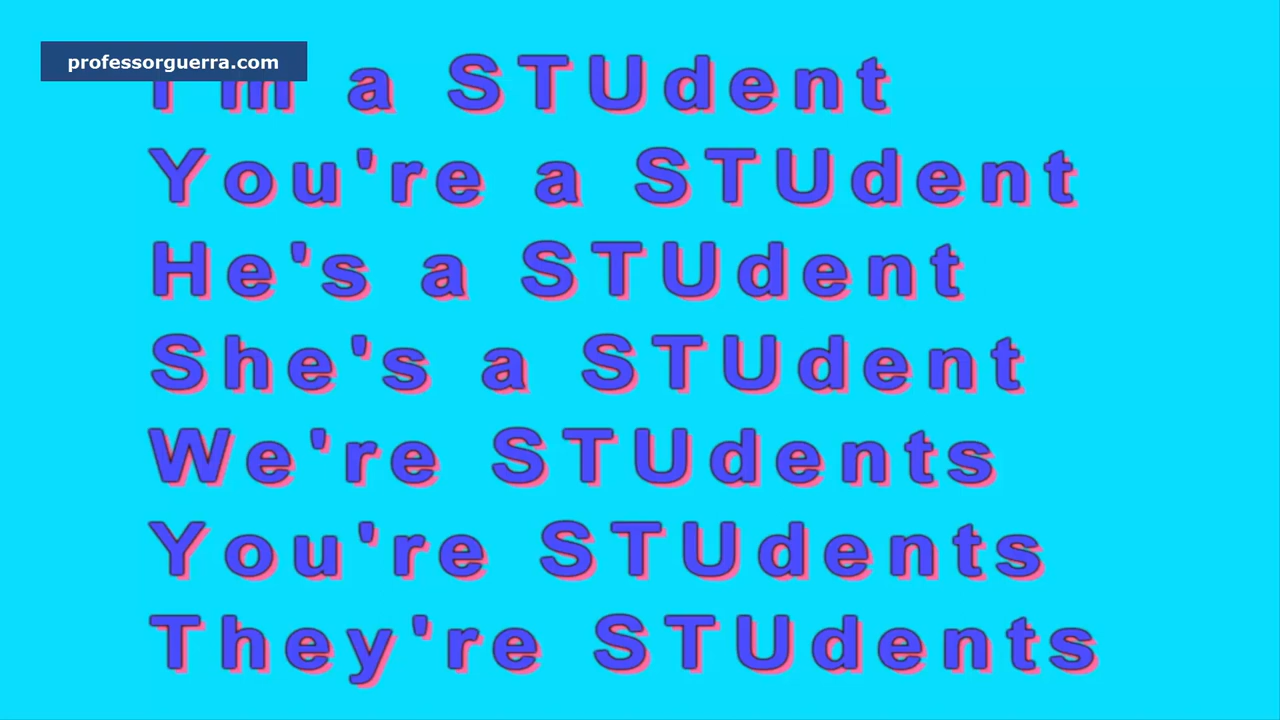 professorguerra.com
I'm a STUdent
You're a STUdent
He's a STUdent
She's a STUdent
We're STUdents
You're STUdents
They're STUdents